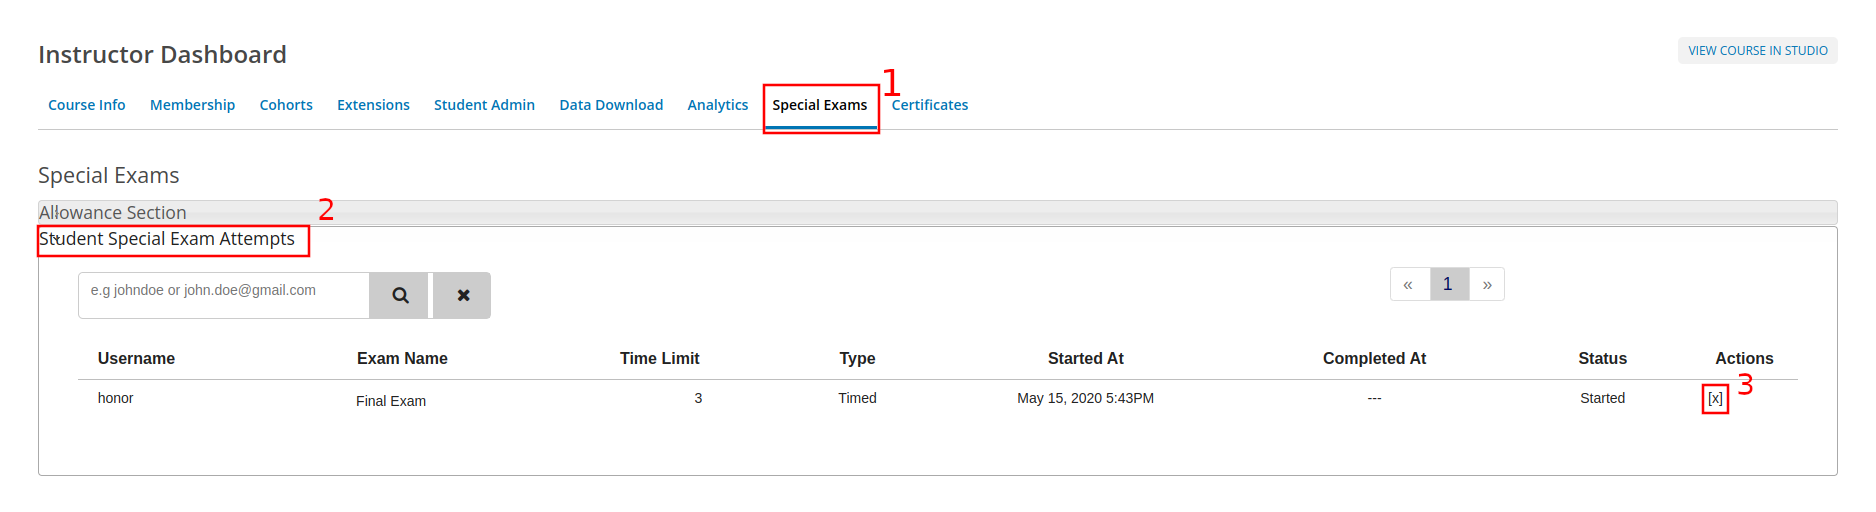 Instructor Dashboard
VIEW COURSE IN STUDIO
Course Info Membership Cohorts Extensions Student Admin Data Download Analytics Special Exams 1 Certificates
Special Exams
Allowance Section 2
Student Special Exam Attempts
e.g johndoe or john.doe@gmail.com
« 1 »
Username Exam Name Time Limit Type Started At Completed At Status Actions
honor Final Exam 3 Timed May 15, 2020 5:43PM --- Started [x] 3